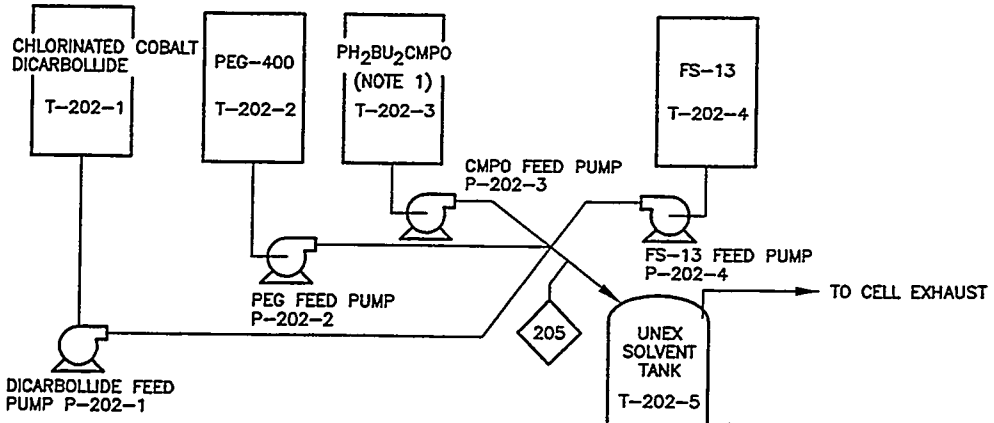 CHLORINATED COBALT
DICARBOLLIDE
T-202-1
PEG-400
T-202-2
PH2BU2CMPO
(NOTE 1)
T-202-3
FS-13
T-202-4
CMPO FEED PUMP
P-202-3
FS-13 FEED PUMP
P-202-4
PEG FEED PUMP
P-202-2
DICARBOLLIDE FEED
PUMP P-202-1
205
TO CELL EXHAUST
UNEX
SOLVENT
TANK
T-202-5